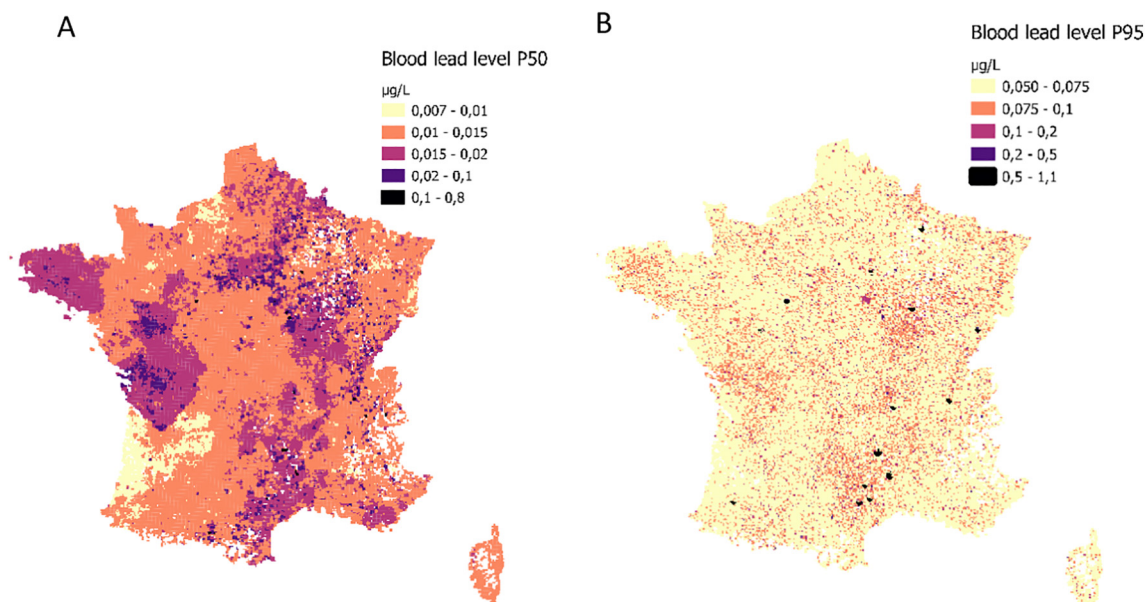 A
Blood lead level P50
µg/L
0,007 - 0,01
0,01 - 0,015
0,015 - 0,02
0,02 - 0,1
0,1 - 0,8
B
Blood lead level P95
µg/L
0,050 - 0,075
0,075 - 0,1
0,1 - 0,2
0,2 - 0,5
0,5 - 1,1